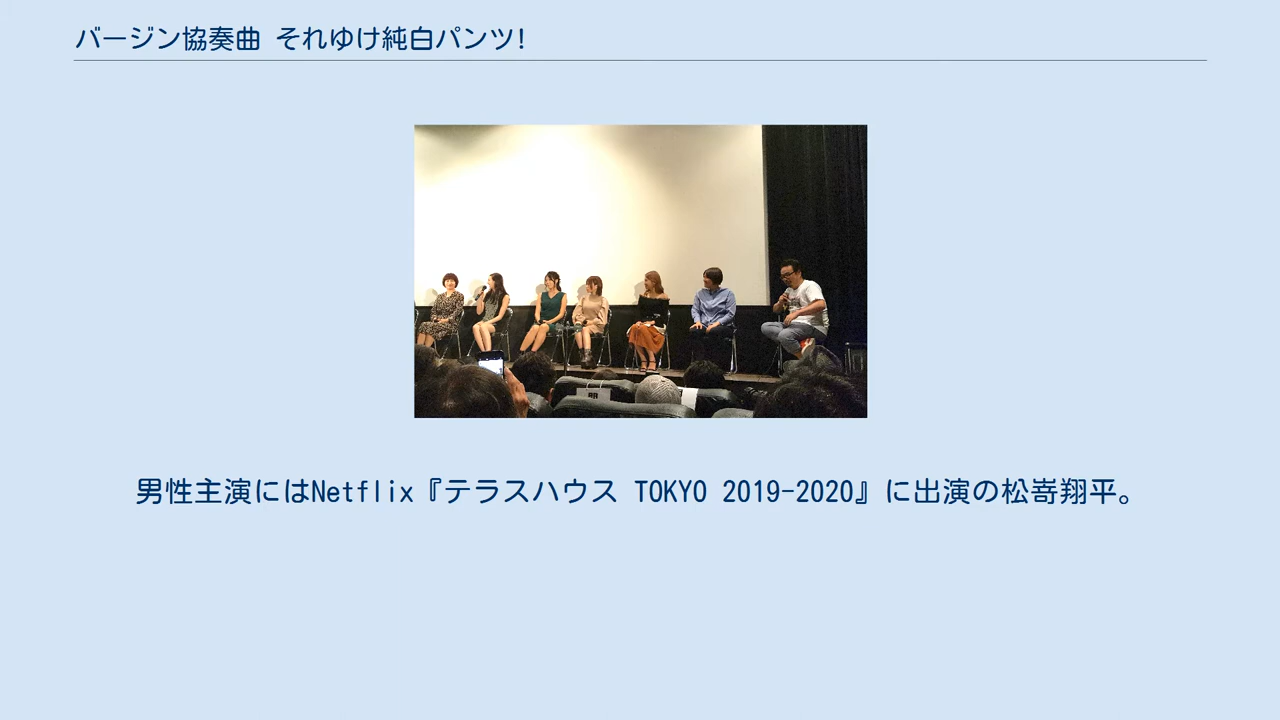 バージン協奏曲 それゆけ純白パンツ!
男性主演にはNetflix『テラスハウス TOKYO 2019-2020』に出演の松嵜翔平。